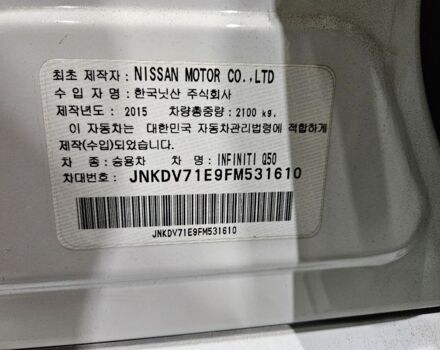 최초 제작자: NISSAN MOTOR CO.,LTD
수 입 자 명: 한국닛산 주식회사
제작년도: 2015 차량총중량: 2100 kg.
이 자동차는 대한민국 자동차관리법령에 적합하게
제작(수입)되었습니다.
차 종: 승용차 차 명: INFINITI Q50
차대번호: JNKDV71E9FM531610
JNKDV71E9FM531610